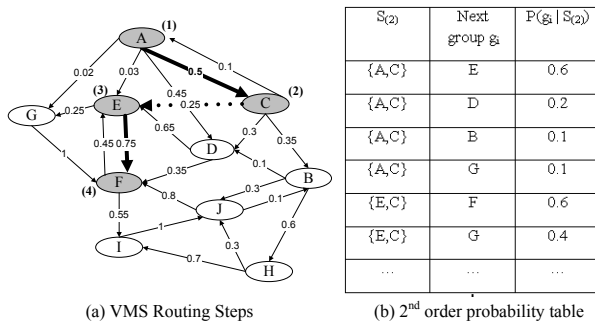 (1)
A
0.1
0.02
0.03
0.5
(3)
0.45
(2)
E
C
0.25
G
0.25
0.65
0.3
0.35
D
1
0.45
0.75
0.35
0.1
B
(4)
F
0.8
0.3
J
0.1
0.55
0.6
1
I
0.3
0.7
H
(a) VMS Routing Steps
S(2) Next group gi P(gi | S(2))
{A,C} E 0.6
{A,C} D 0.2
{A,C} B 0.1
{A,C} G 0.1
{E,C} F 0.6
{E,C} G 0.4
... ... ...
(b) 2nd order probability table